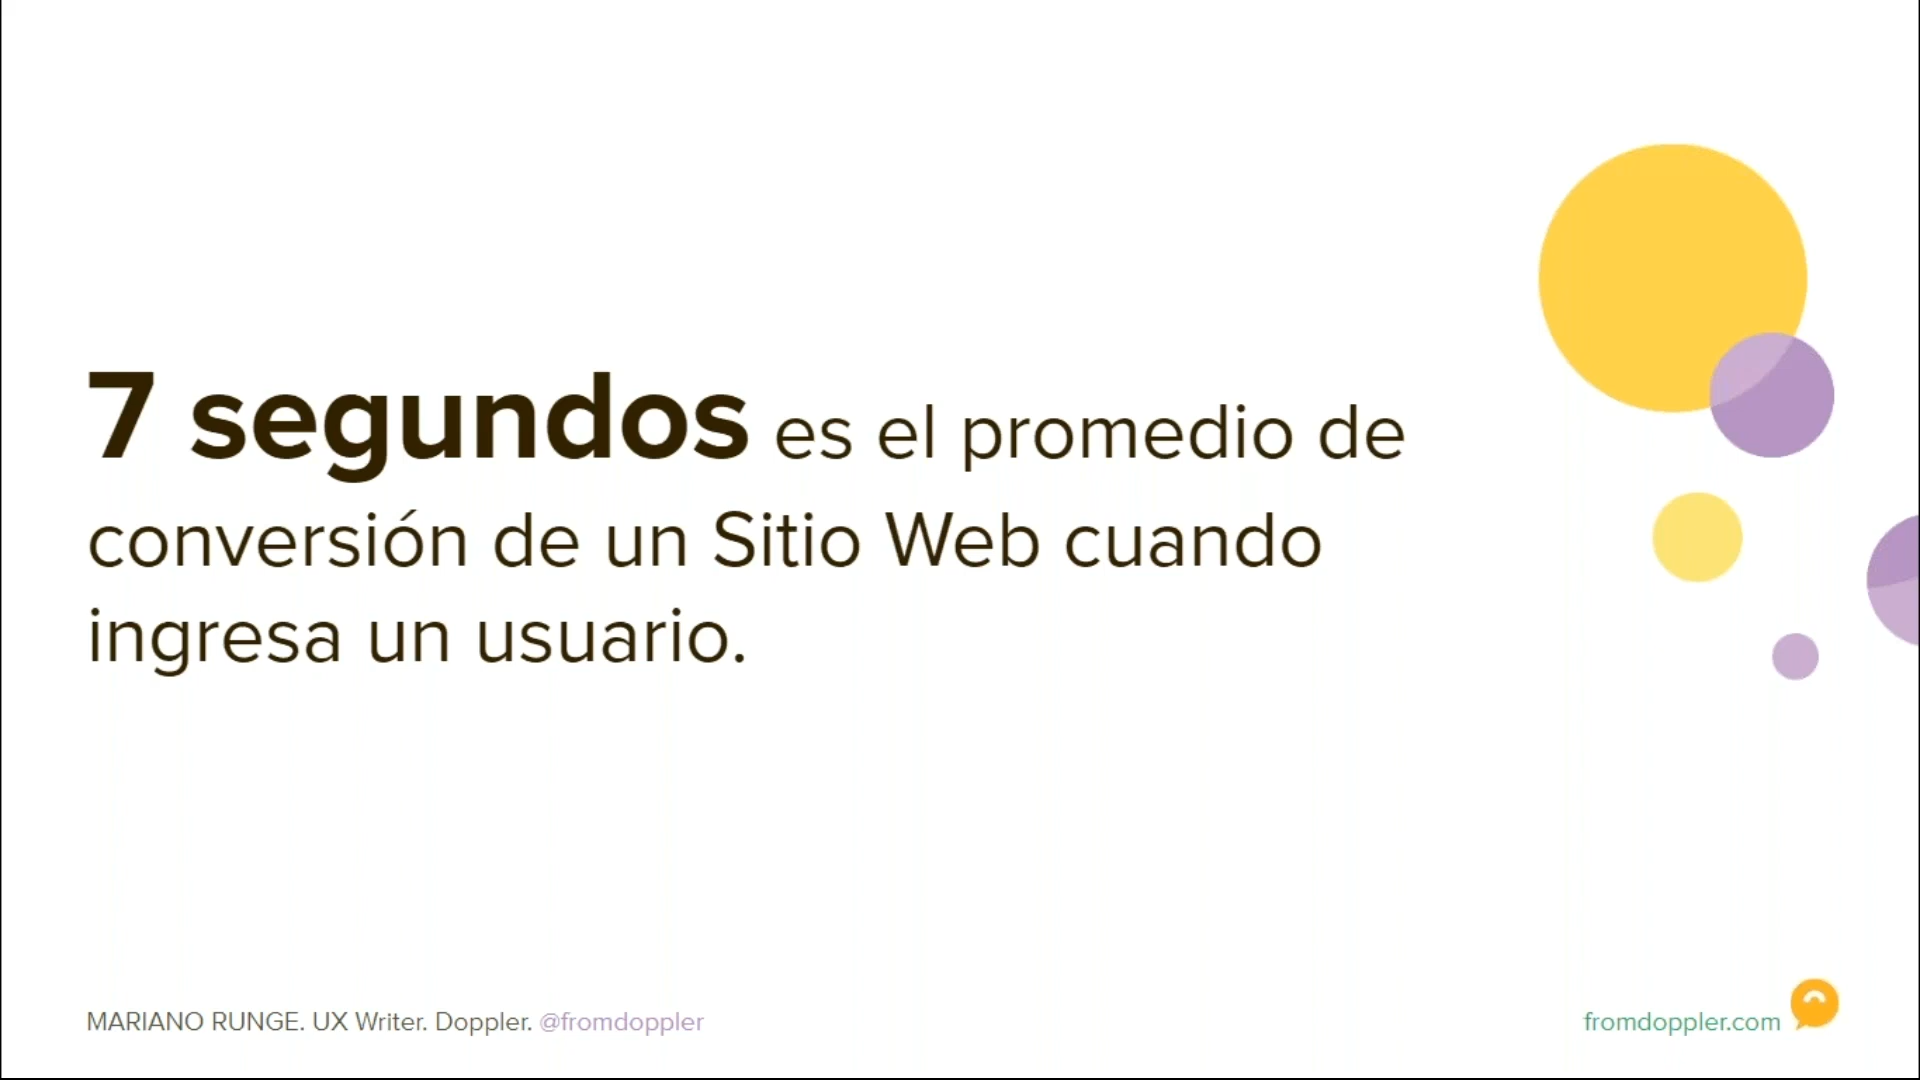 7 segundos es el promedio de
conversión de un Sitio Web cuando
ingresa un usuario.
MARIANO RUNGE. UX Writer. Doppler. @fromdoppler
fromdoppler.com